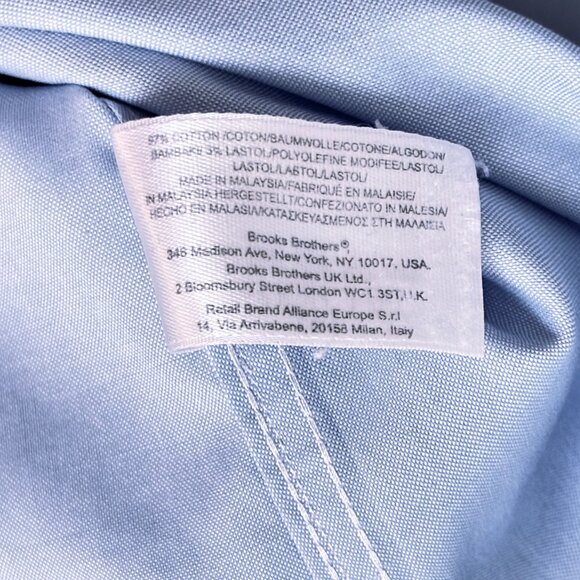 97% COTTON/COTON/BAUMWOLLE/COTONE/ALGODON/
ΒΑΜΒΑΚΙ 3% LASTOL/POLYOLEFINE MODIFEE/LASTOL/
LASTOL/LASTOL/LASTOL/
MADE IN MALAYSIA/FABRIQUÉ EN MALAISIE/
IN MALAYSIA HERGESTELLT/CONFEZIONATO IN MALESIA/
HECHO EN MALASIA/ΚΑΤΑΣΚΕΥΑΣΜΕΝΟΣ ΣΤΗ ΜΑΛΑΙΣΙΑ
Brooks Brothers®,
346 Madison Ave, New York, NY 10017, USA.
Brooks Brothers UK Ltd.,
2 Bloomsbury Street London WC1 3ST,U.K.
Retail Brand Alliance Europe S.r.l
14, Via Arrivabene, 20158 Milan, Italy